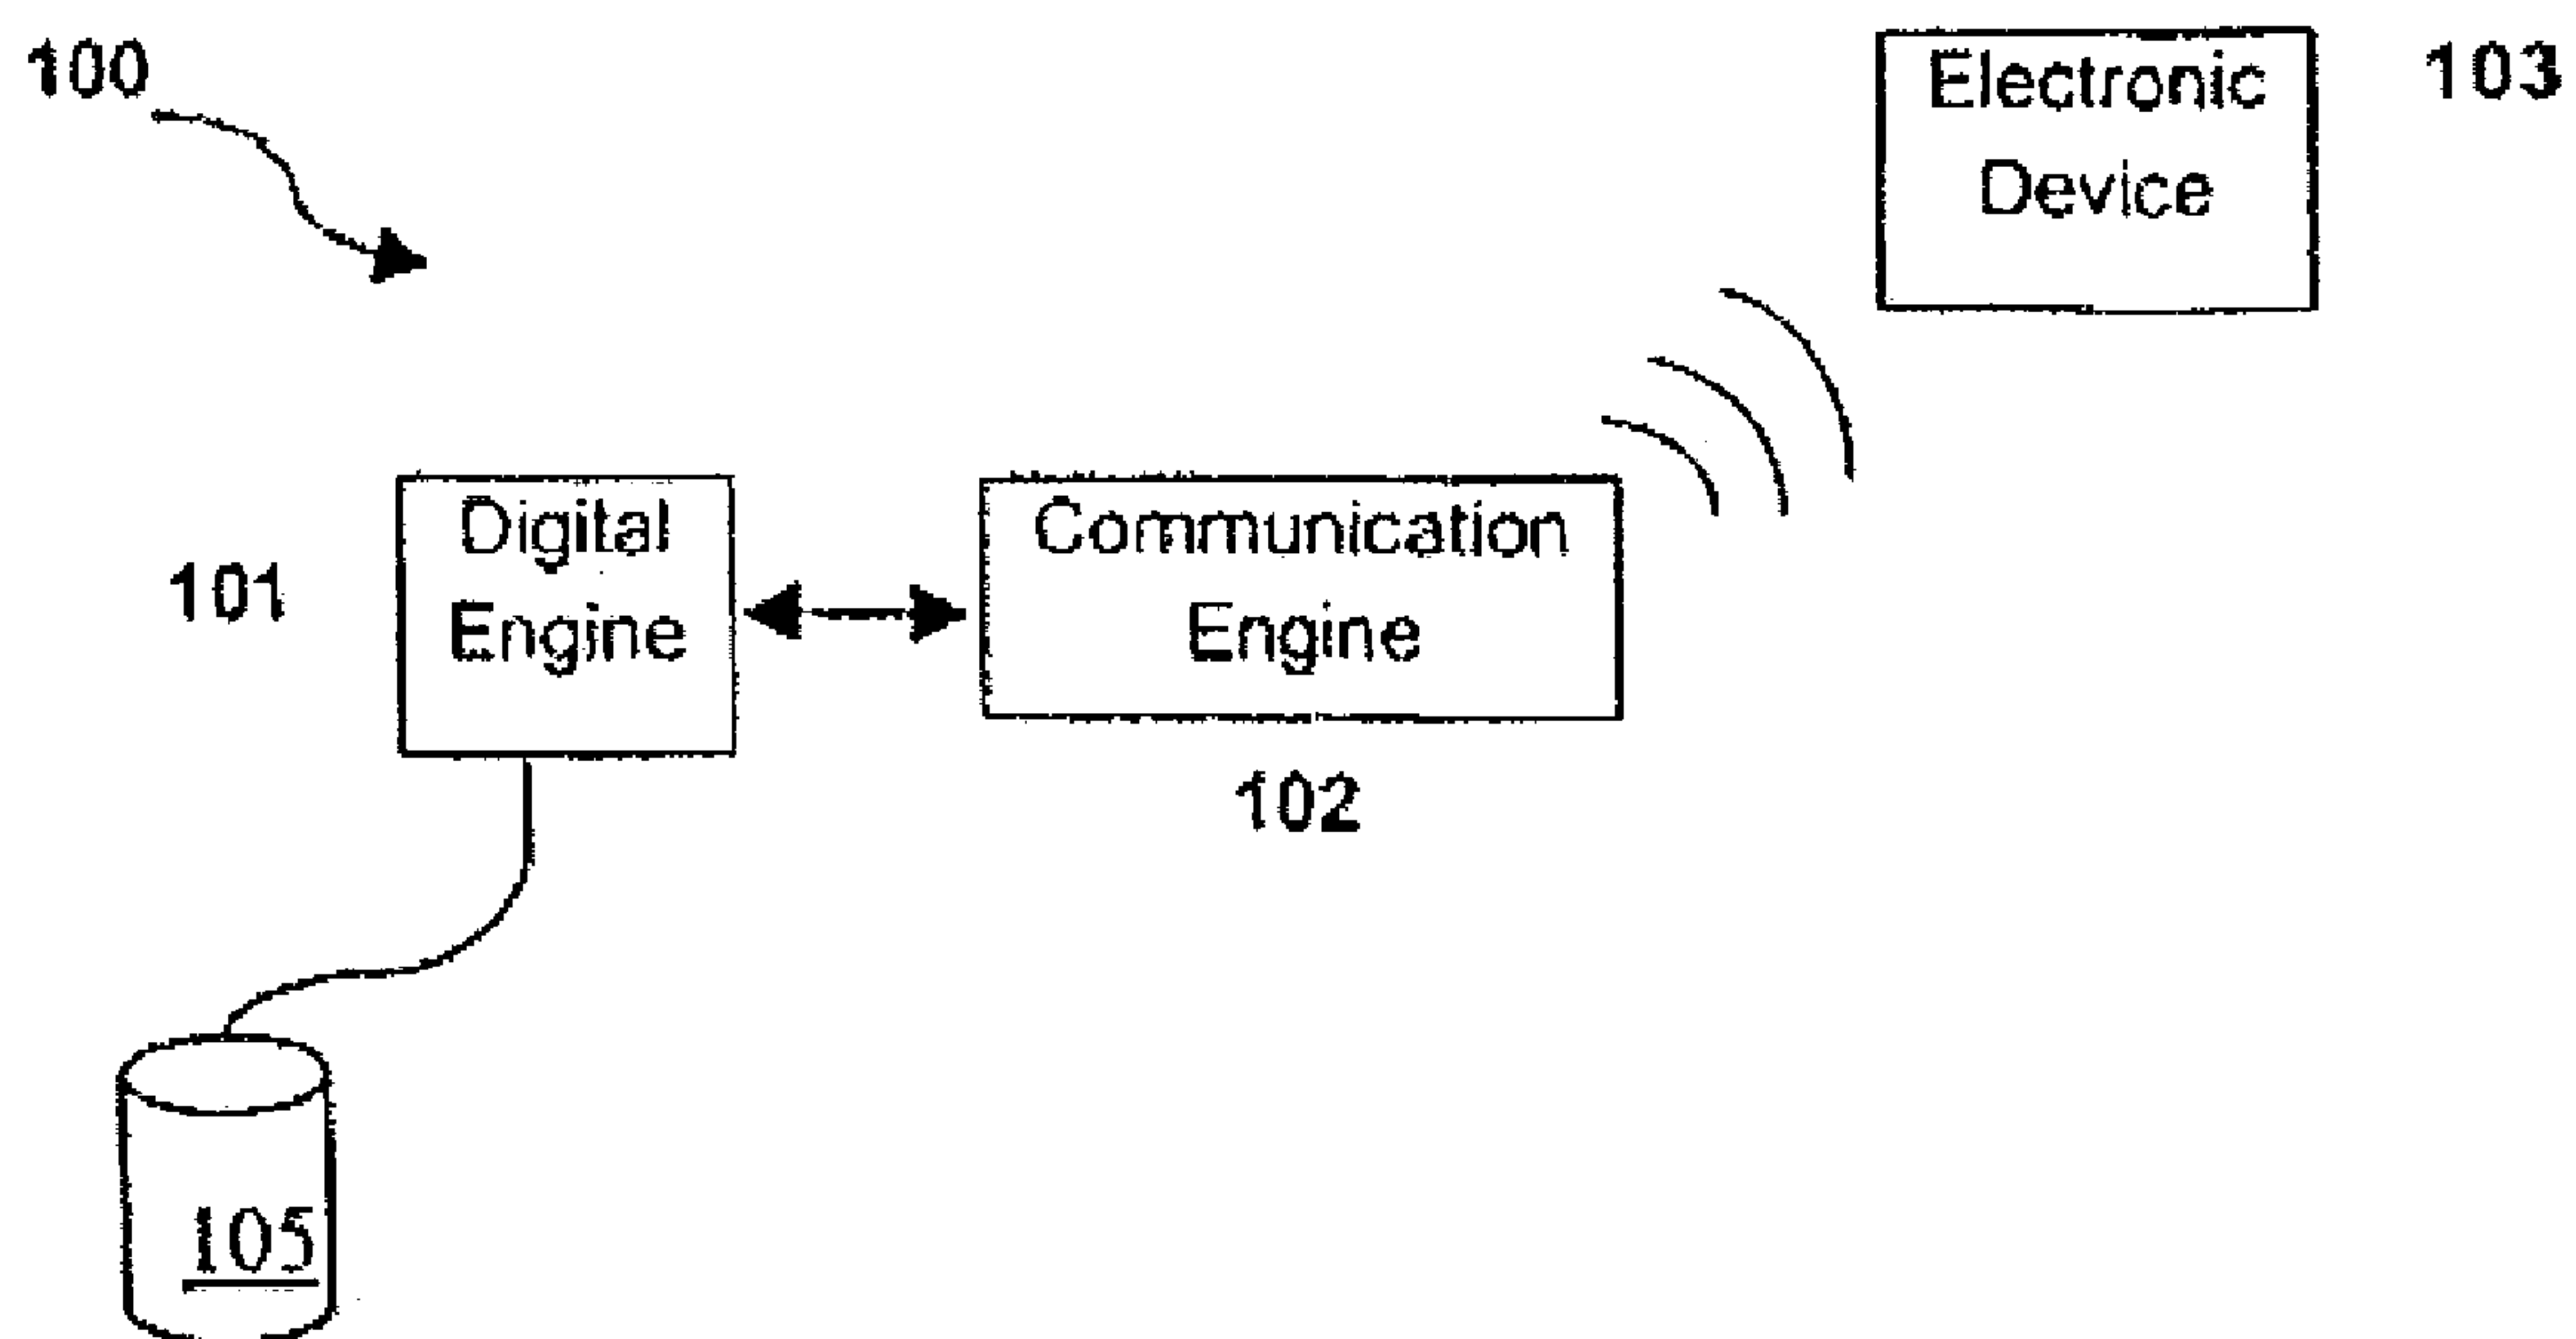 100
Electronic
Device
103
101
Digital
Engine
Communication
Engine
102
105